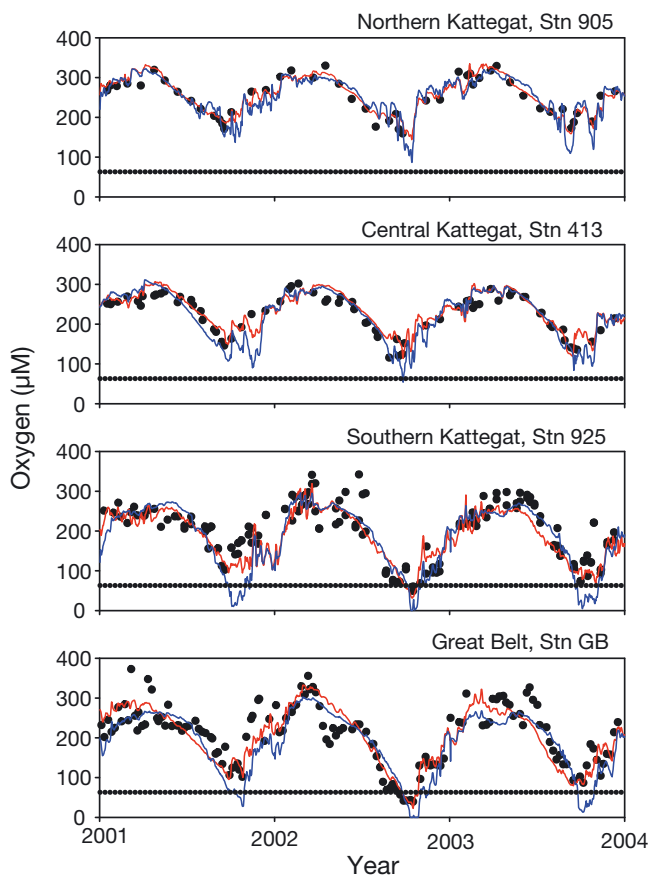 Northern Kattegat, Stn 905
400
300
200
100
0
Central Kattegat, Stn 413
400
300
200
100
0
Southern Kattegat, Stn 925
400
300
200
100
0
Great Belt, Stn GB
400
300
200
100
0
Oxygen (µM)
2001 2002 2003 2004
Year